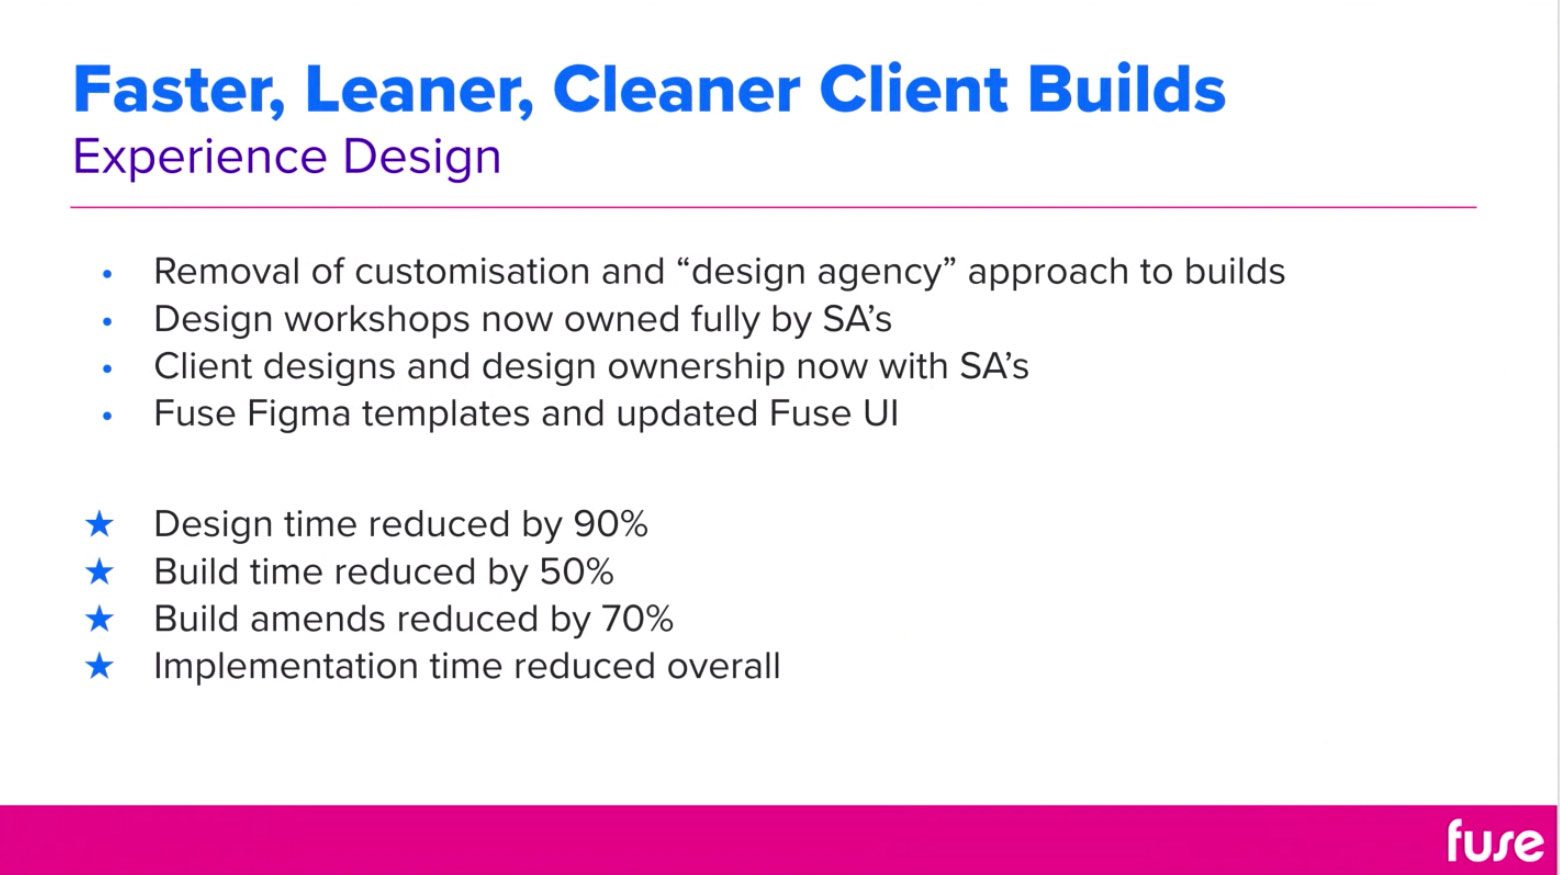 Faster, Leaner, Cleaner Client Builds
Experience Design
• Removal of customisation and “design agency” approach to builds
• Design workshops now owned fully by SA’s
• Client designs and design ownership now with SA’s
• Fuse Figma templates and updated Fuse UI
★ Design time reduced by 90%
★ Build time reduced by 50%
★ Build amends reduced by 70%
★ Implementation time reduced overall
fuse